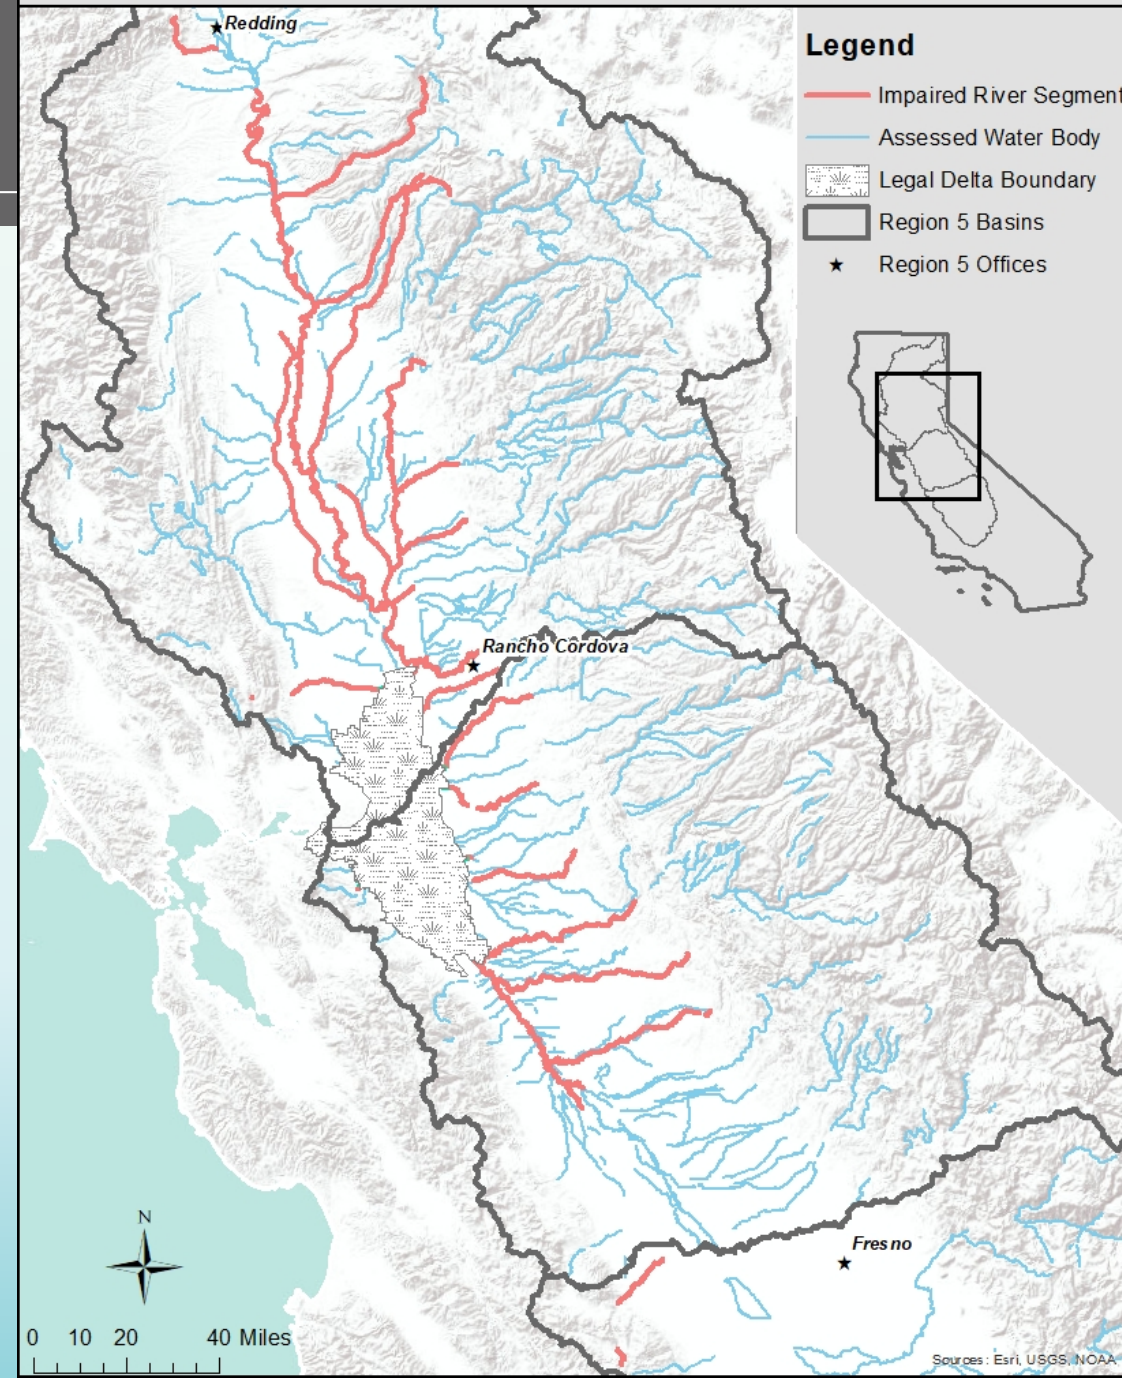 Redding
Legend
Impaired River Segment
Assessed Water Body
Legal Delta Boundary
Region 5 Basins
Region 5 Offices
Rancho Cordova
Fresno
N
0 10 20 40 Miles
Sources: Esri, USGS, NOAA